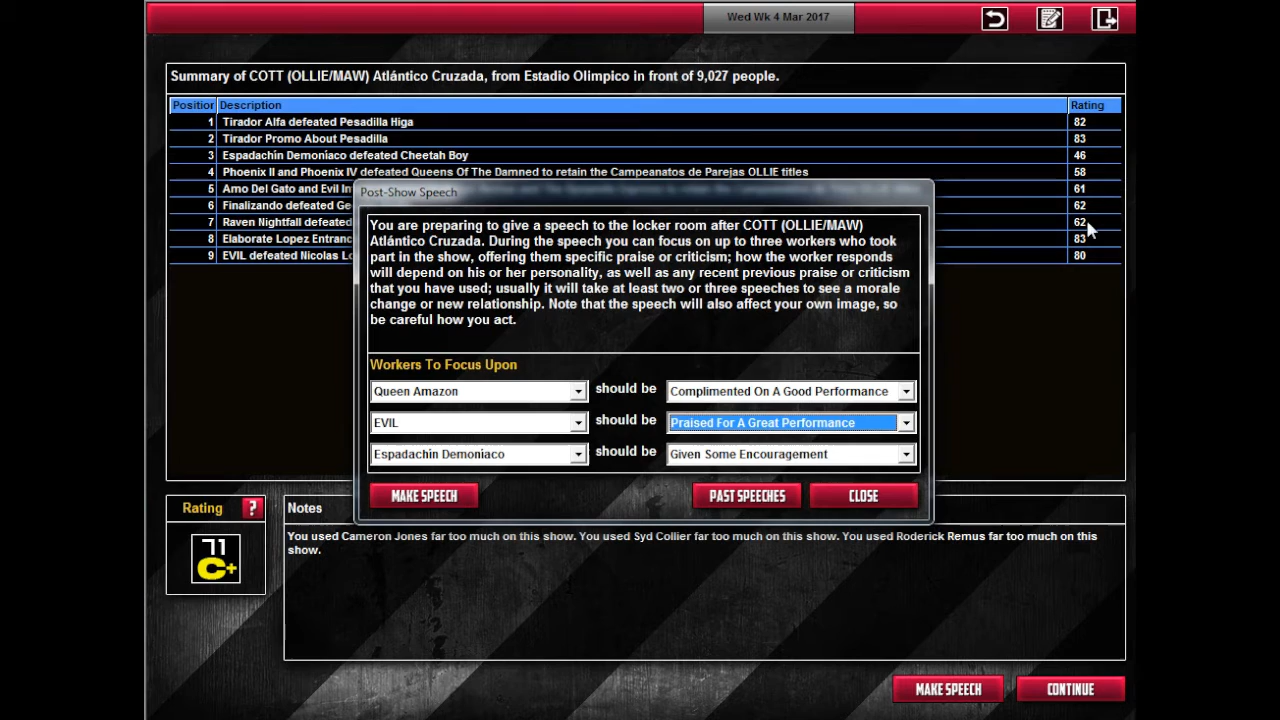 Wed Wk 4 Mar 2017
Summary of COTT (OLLIE/MAW) Atlántico Cruzada, from Estadio Olimpico in front of 9,027 people.
Position Description Rating
1 Tirador Alfa defeated Pesadilla Higa 82
2 Tirador Promo About Pesadilla 83
3 Espadachín Demoníaco defeated Cheetah Boy 46
4 Phoenix II and Phoenix IV defeated Queens Of The Damned to retain the Campeanatos de Parejas OLLIE titles 58
5 Amo Del Gato and Evil 61
6 Finalizando defeated 62
7 Raven Nightfall defeated 62
8 Elaborate Lopez 83
9 EVIL defeated Nicolas 80
Post-Show Speech
You are preparing to give a speech to the locker room after COTT (OLLIE/MAW)
Atlántico Cruzada. During the speech you can focus on up to three workers who took
part in the show, offering them specific praise or criticism; how the worker responds
will depend on his or her personality, as well as any recent previous praise or criticism
that you have used; usually it will take at least two or three speeches to see a morale
change or new relationship. Note that the speech will also affect your own image, so
be careful how you act.
Workers To Focus Upon
Queen Amazon should be Complimented On A Good Performance
EVIL should be Praised For A Great Performance
Espadachín Demoníaco should be Given Some Encouragement
MAKE SPEECH PAST SPEECHES CLOSE
Rating ? Notes
71
C+
You used Cameron Jones far too much on this show. You used Syd Collier far too much on this show. You used Roderick Remus far too much on this
show.
MAKE SPEECH CONTINUE